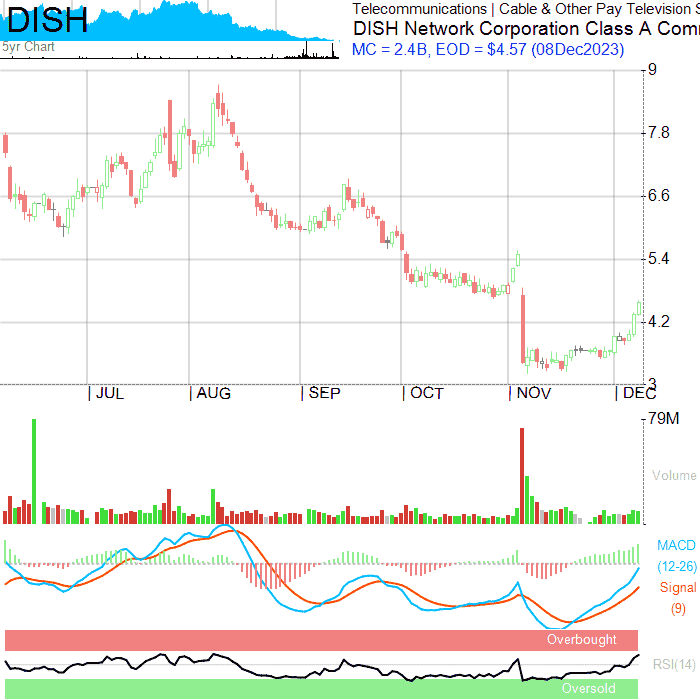 DISH
5yr Chart
Telecommunications | Cable & Other Pay Television S
DISH Network Corporation Class A Com
MC = 2.4B, EOD = $4.57 (08Dec2023)
9
7.8
6.6
5.4
4.2
3
JUL AUG SEP OCT NOV DEC
79M
Volume
MACD
(12-26)
Signal
(9)
Overbought
RSI(14)
Oversold